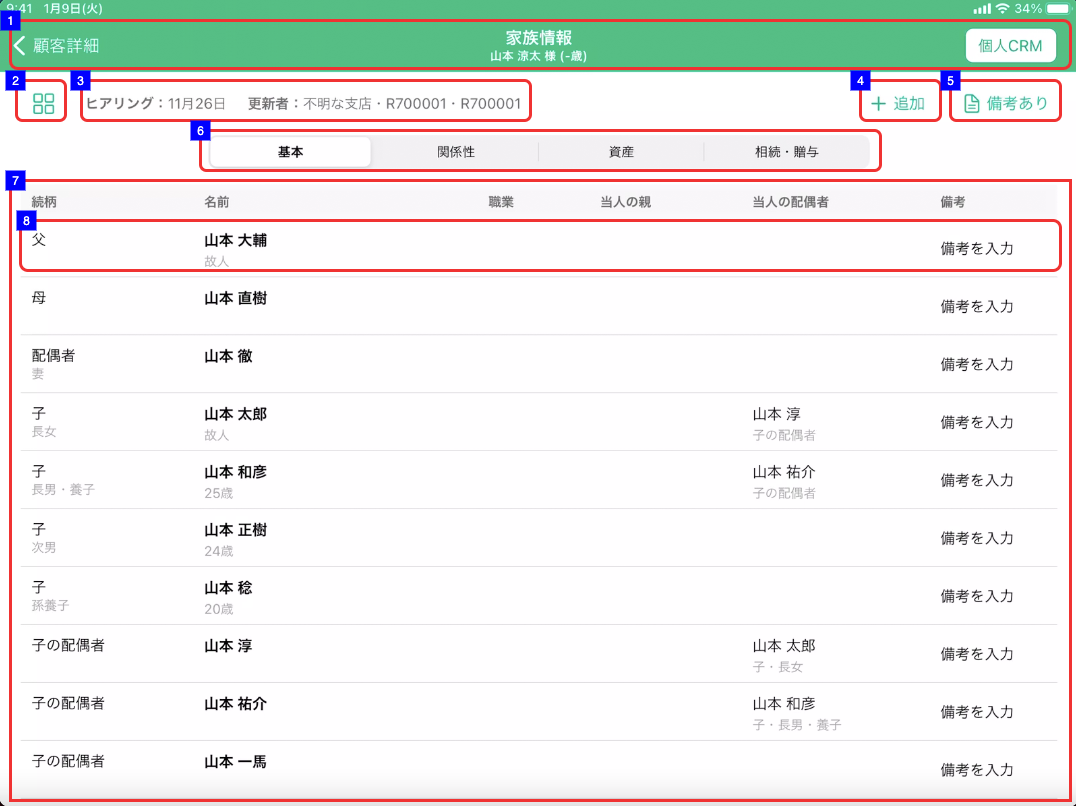 9:41 1月9日(火) 34%
1
顧客詳細 家族情報 個人CRM
山本 涼太 様 (-歳)
2 3 4 5
ヒアリング：11月26日 更新者：不明な支店・R700001・R700001 追加 備考あり
6
基本 関係性 資産 相続・贈与
7
続柄 名前 職業 当人の親 当人の配偶者 備考
8
父 山本 大輔 備考を入力
故人
母 山本 直樹 備考を入力
配偶者 山本 徹 備考を入力
妻
子 山本 太郎 山本 淳 備考を入力
長女 故人 子の配偶者
子 山本 和彦 山本 祐介 備考を入力
長男・養子 25歳 子の配偶者
子 山本 正樹 備考を入力
次男 24歳
子 山本 稔 備考を入力
孫養子 20歳
子の配偶者 山本 淳 山本 太郎 備考を入力
子・長女
子の配偶者 山本 祐介 山本 和彦 備考を入力
子・長男・養子
子の配偶者 山本 一馬 備考を入力